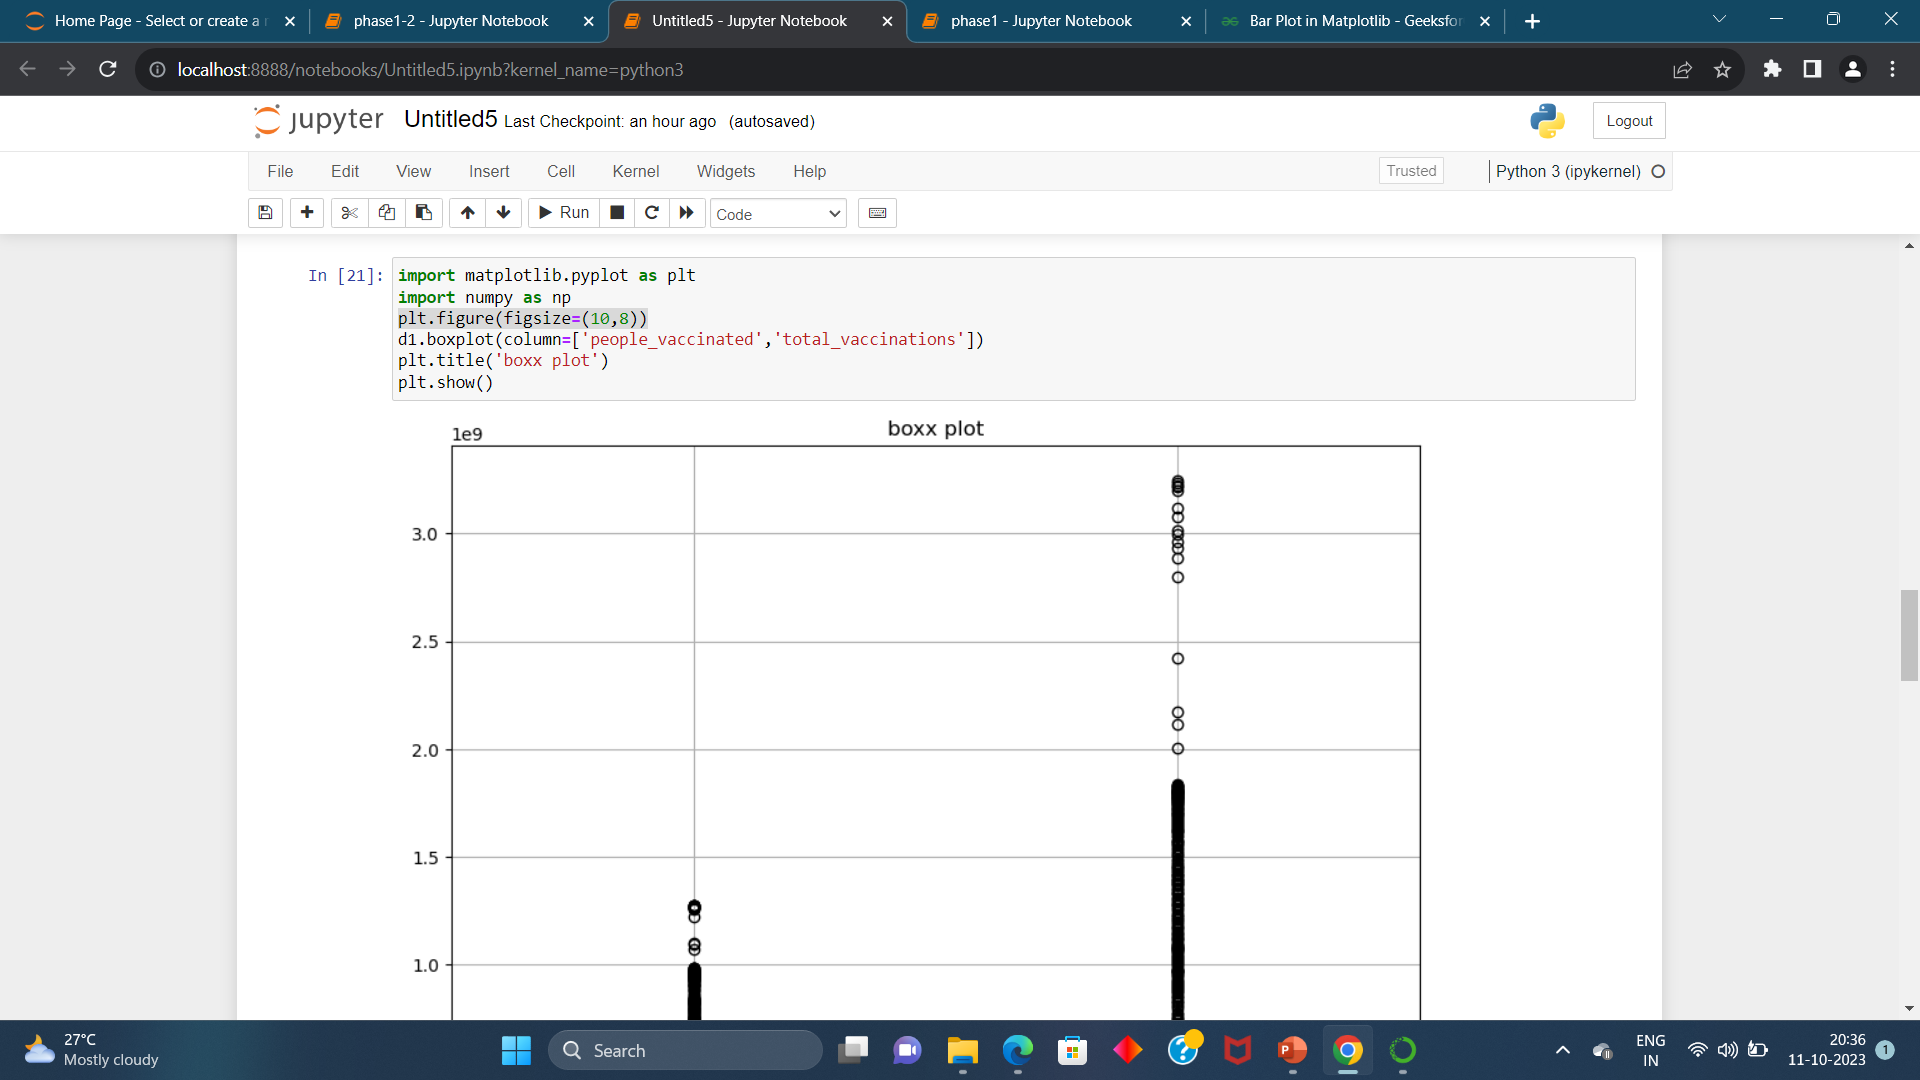 Home Page - Select or create a
phase1-2 - Jupyter Notebook
Untitled5 - Jupyter Notebook
phase1 - Jupyter Notebook
Bar Plot in Matplotlib - Geeksfor
localhost:8888/notebooks/Untitled5.ipynb?kernel_name=python3
jupyter Untitled5 Last Checkpoint: an hour ago (autosaved)
Logout
File Edit View Insert Cell Kernel Widgets Help
Trusted
Python 3 (ipykernel)
Run
Code
In [21]:
import matplotlib.pyplot as plt
import numpy as np
plt.figure(figsize=(10,8))
d1.boxplot(column=['people_vaccinated','total_vaccinations'])
plt.title('boxx plot')
plt.show()
boxx plot
1e9
3.0
2.5
2.0
1.5
1.0
27°C
Mostly cloudy
Search
ENG
IN
20:36
11-10-2023
1